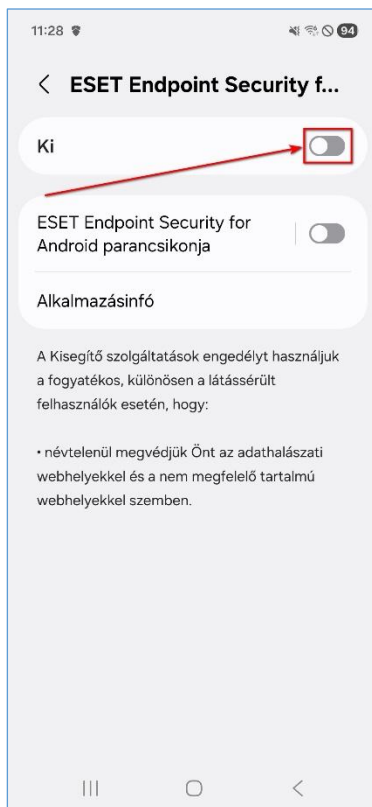 11:28
94
ESET Endpoint Security f...
Ki
ESET Endpoint Security for
Android parancsikonja
Alkalmazásinfó
A Kisegítő szolgáltatások engedélyt használjuk
a fogyatékos, különösen a látássérült
felhasználók esetén, hogy:
• névtelenül megvédjük Önt az adathalászati
webhelyekkel és a nem megfelelő tartalmú
webhelyekkel szemben.